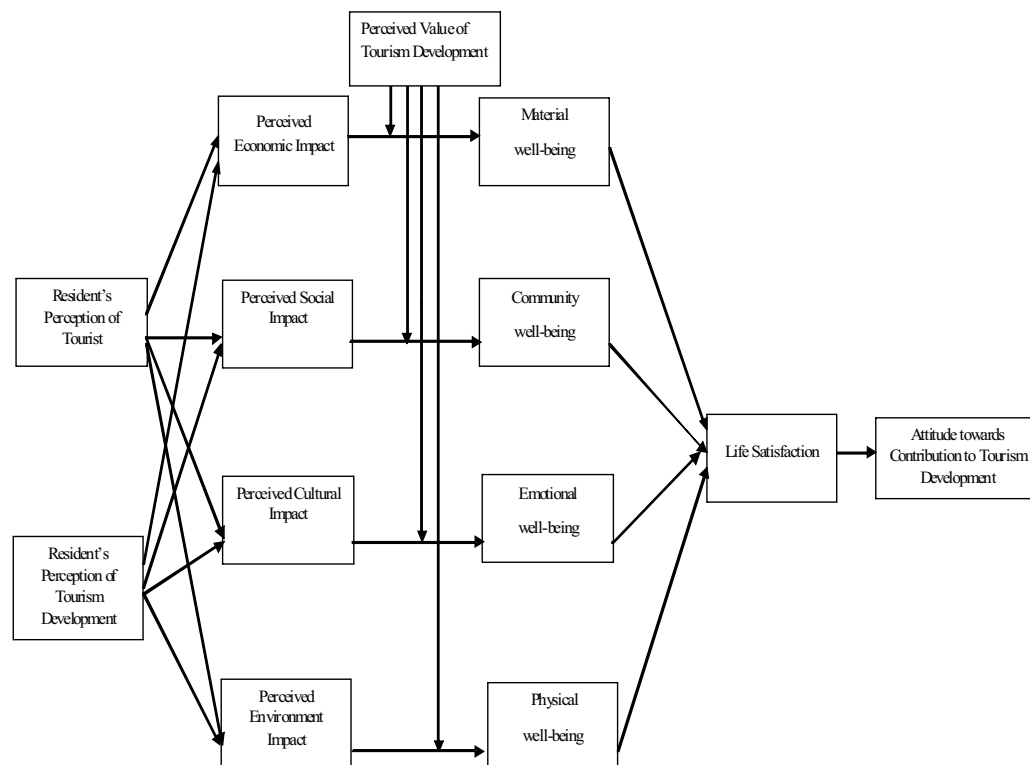 Perceived Value of
Tourism Development
Perceived
Economic Impact
Material
well-being
Resident's
Perception of
Tourist
Perceived Social
Impact
Community
well-being
Life Satisfaction
Attitude towards
Contribution to Tourism
Development
Perceived Cultural
Impact
Emotional
well-being
Resident's
Perception of
Tourism
Development
Perceived
Environment
Impact
Physical
well-being